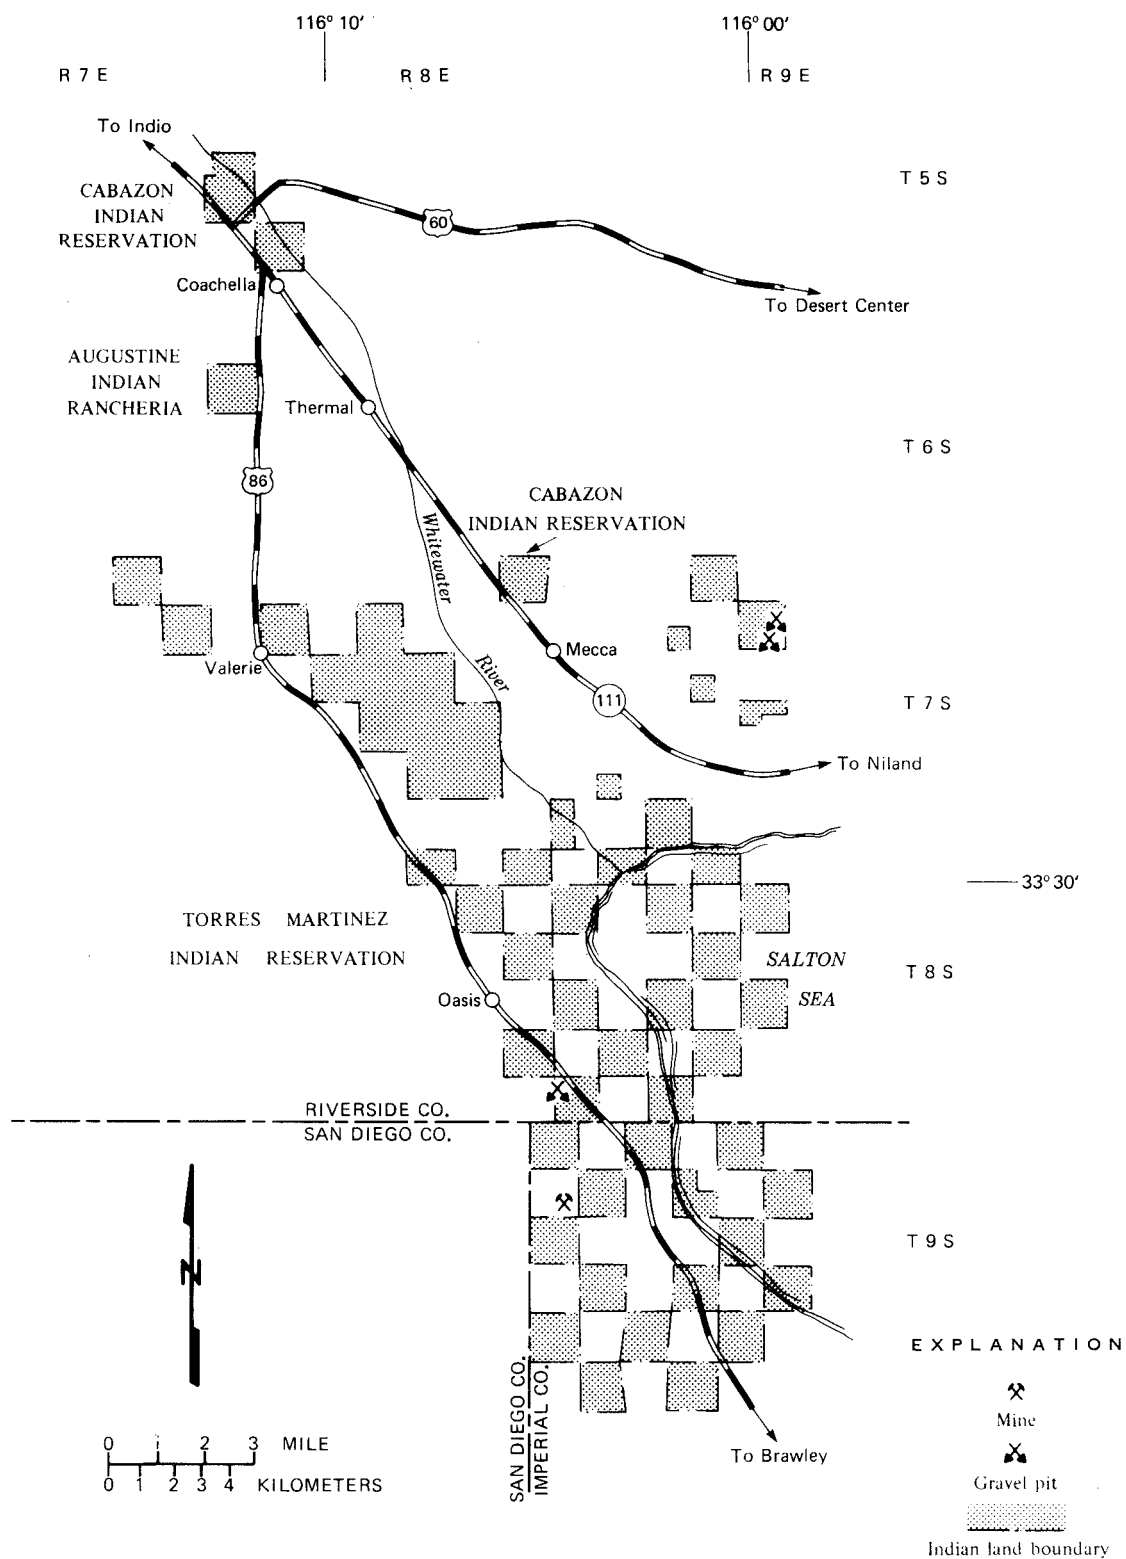 116° 10'
116° 00'
R 7 E
R 8 E
R 9 E
To Indio
T 5 S
CABAZON
INDIAN
RESERVATION
60
Coachella
To Desert Center
AUGUSTINE
INDIAN
RANCHERIA
Thermal
T 6 S
86
CABAZON
INDIAN RESERVATION
Whitewater
River
Mecca
Valerie
111
T 7 S
To Niland
33° 30'
TORRES MARTINEZ
INDIAN RESERVATION
SALTON
SEA
T 8 S
Oasis
RIVERSIDE CO.
SAN DIEGO CO.
N
T 9 S
SAN DIEGO CO.
IMPERIAL CO.
To Brawley
0 1 2 3 MILE
0 1 2 3 4 KILOMETERS
EXPLANATION
Mine
Gravel pit
Indian land boundary